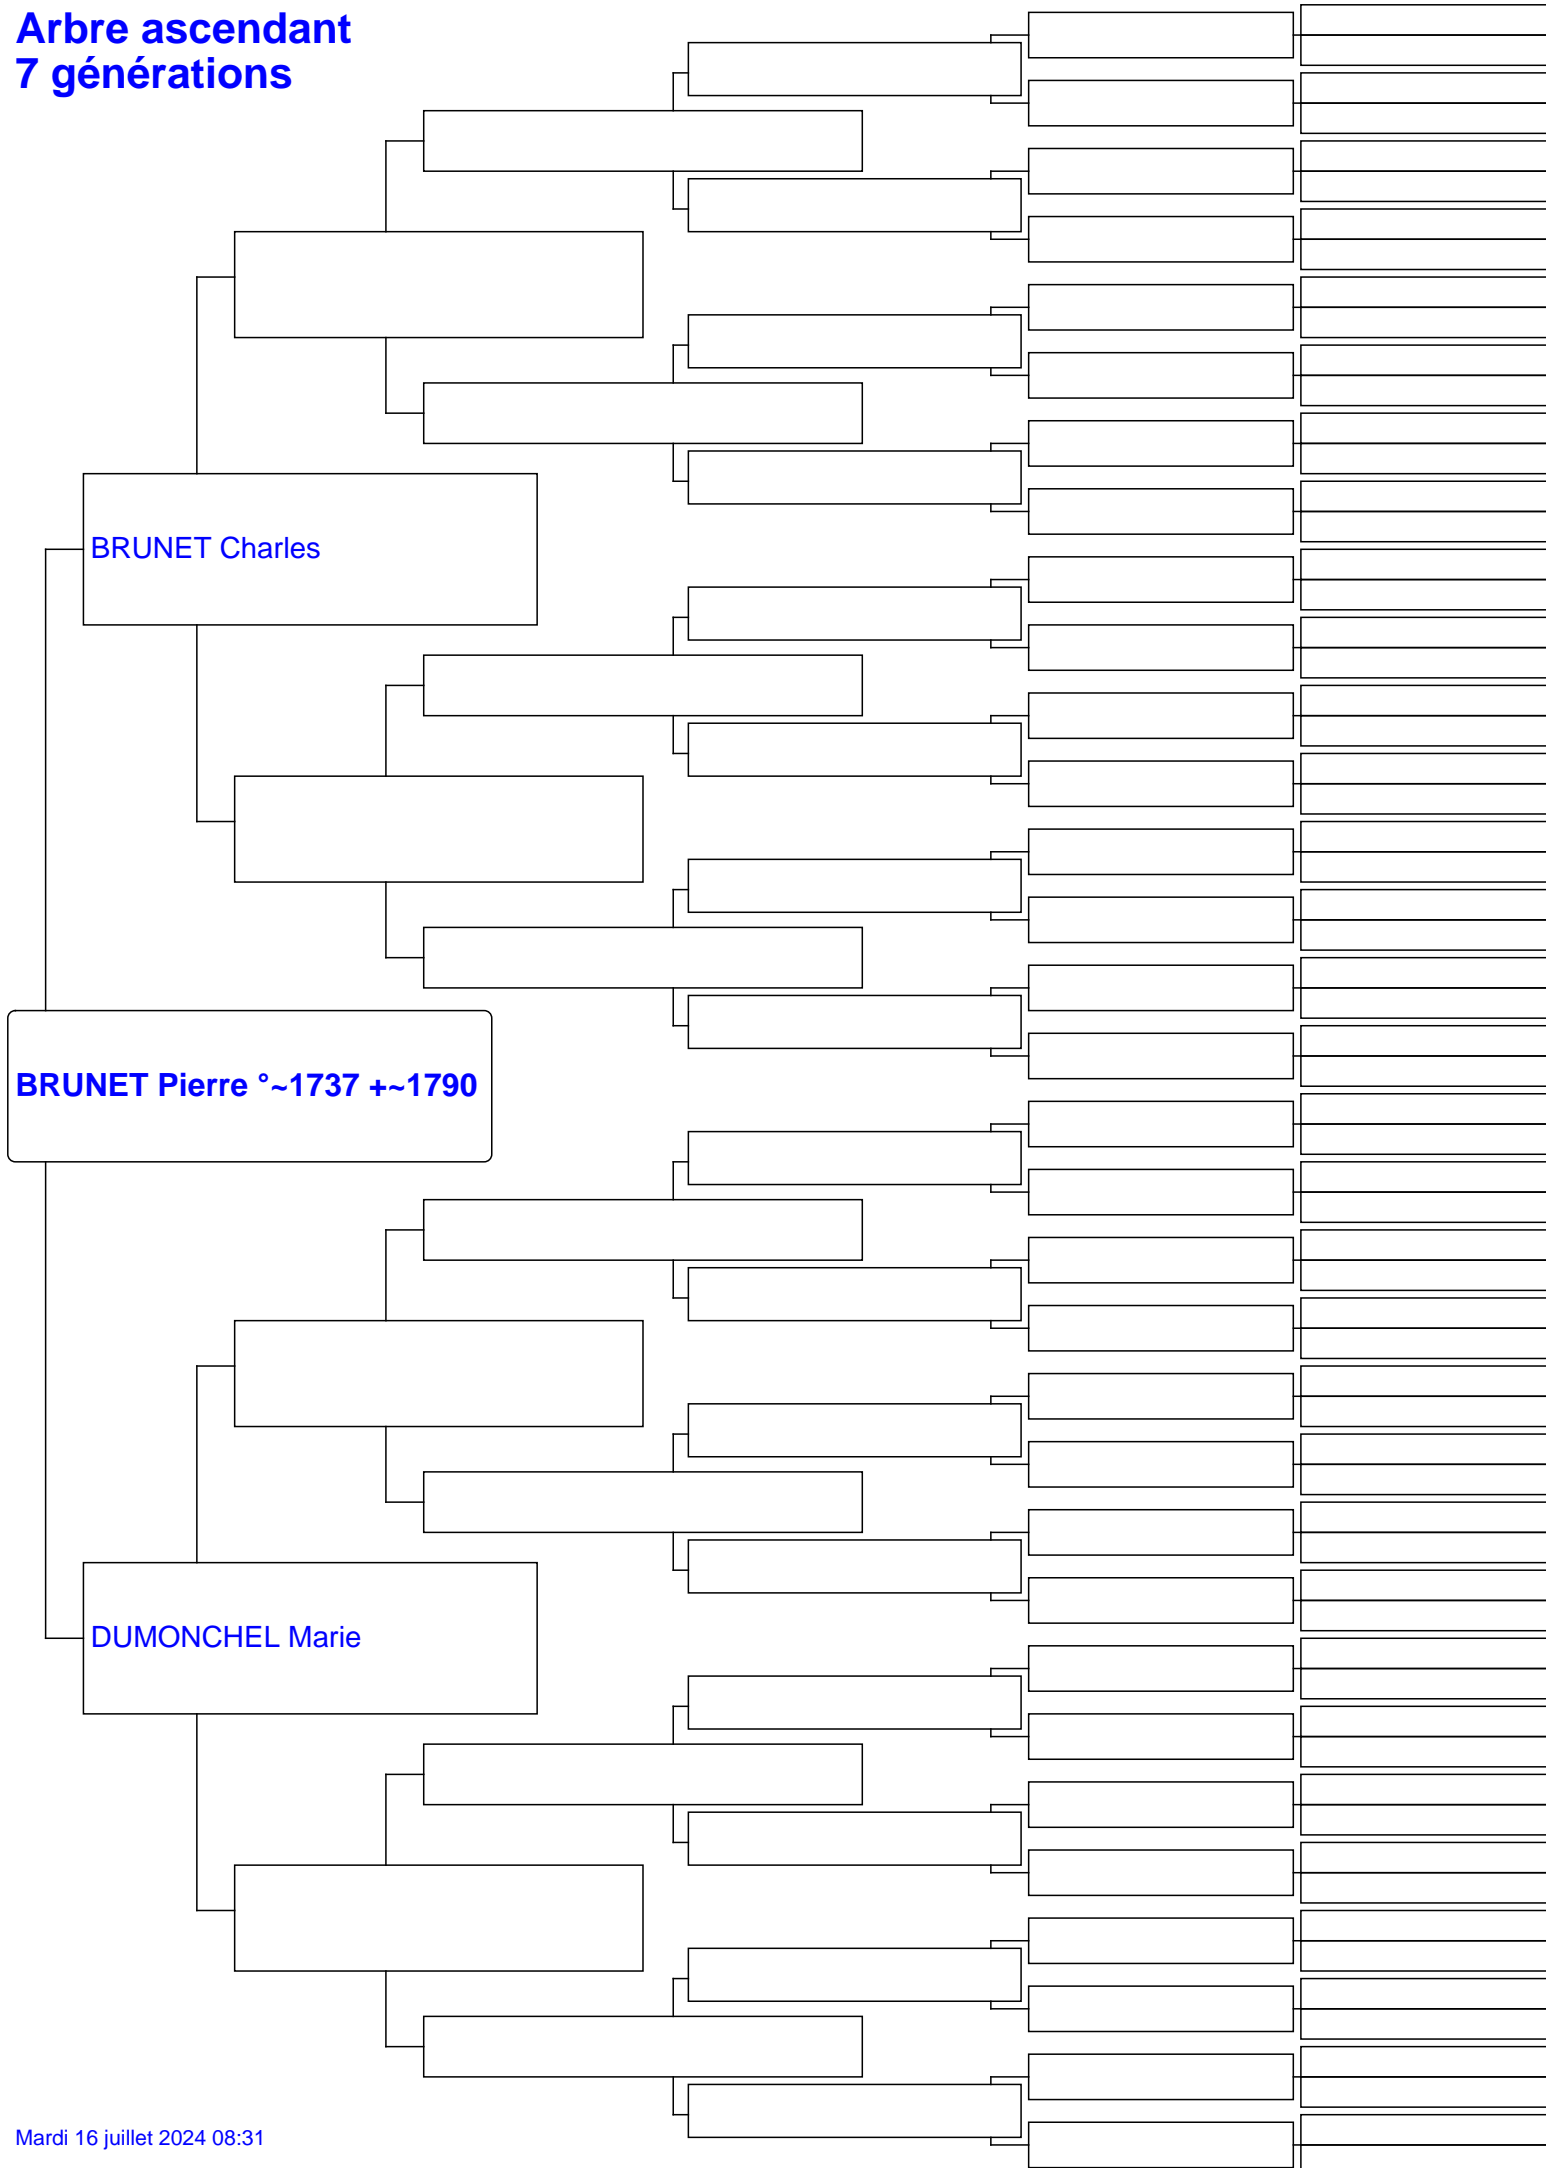 Arbre ascendant
7 générations
BRUNET Charles
BRUNET Pierre °~1737 +~1790
DUMONCHEL Marie
Mardi 16 juillet 2024 08:31